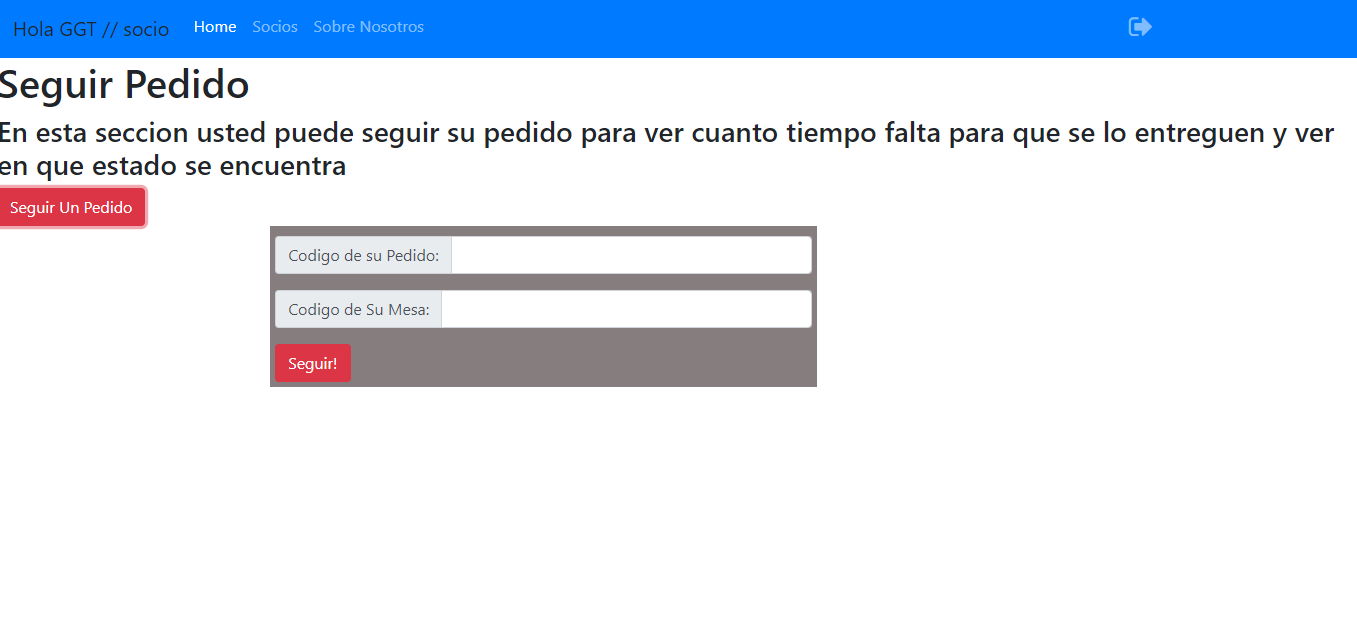 Hola GGT // socio Home Socios Sobre Nosotros
Seguir Pedido
En esta seccion usted puede seguir su pedido para ver cuanto tiempo falta para que se lo entreguen y ver
en que estado se encuentra
Seguir Un Pedido
Codigo de su Pedido:
Codigo de Su Mesa:
Seguir!